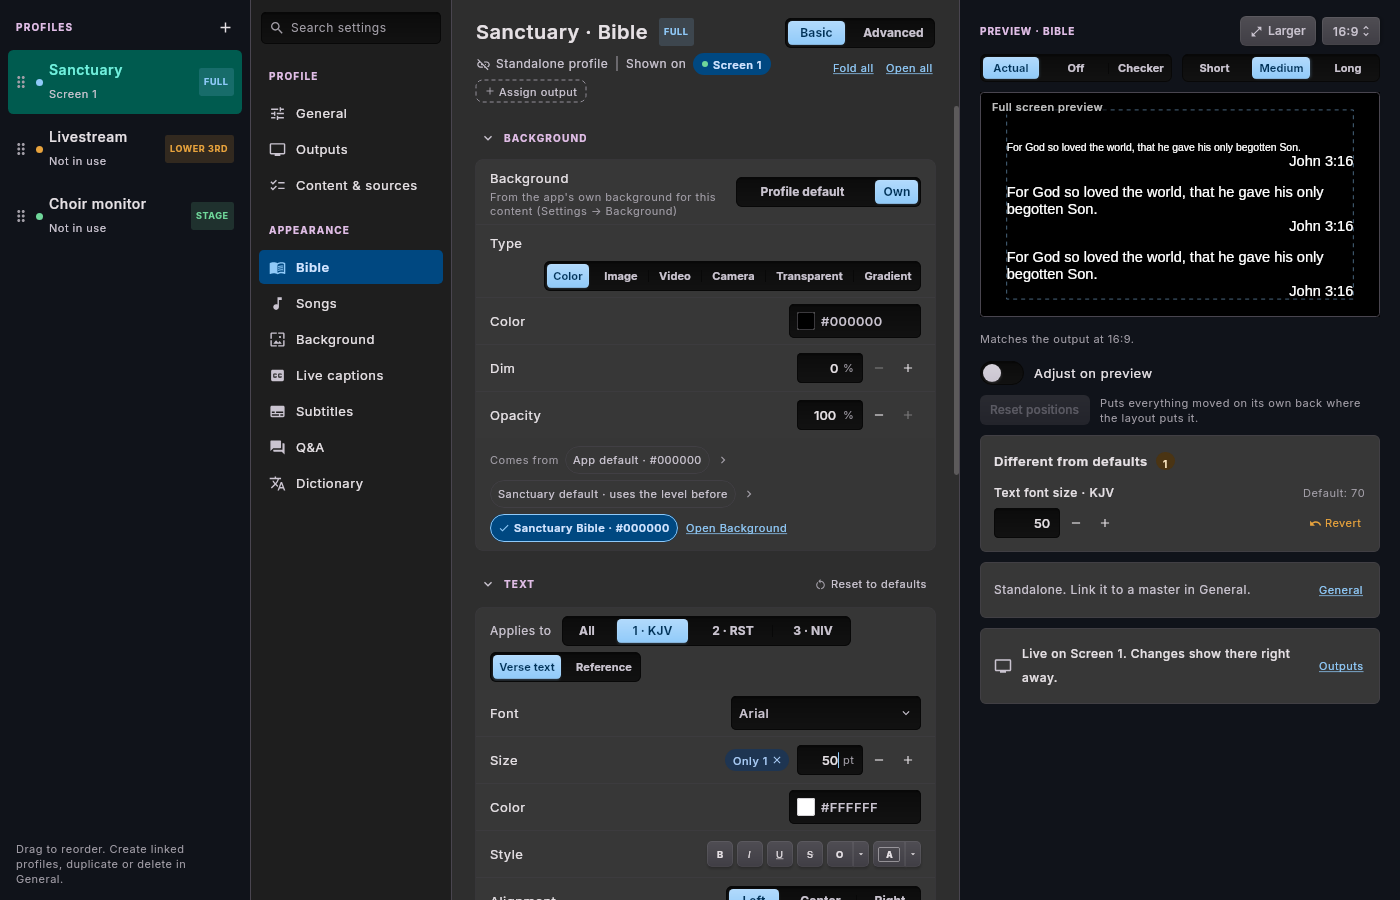 PROFILES
Sanctuary
Screen 1
FULL
Livestream
Not in use
LOWER 3RD
Choir monitor
Not in use
STAGE
Drag to reorder. Create linked
profiles, duplicate or delete in
General.
Search settings
PROFILE
General
Outputs
Content & sources
APPEARANCE
Bible
Songs
Background
Live captions
Subtitles
Q&A
Dictionary
Sanctuary · Bible
FULL
Basic
Advanced
Standalone profile | Shown on
Screen 1
Fold all
Open all
+ Assign output
BACKGROUND
Background
From the app's own background for this
content (Settings → Background)
Profile default
Own
Type
Color
Image
Video
Camera
Transparent
Gradient
Color
#000000
Dim
0 %
Opacity
100 %
Comes from
App default · #000000
Sanctuary default · uses the level before
Sanctuary Bible · #000000
Open Background
TEXT
Reset to defaults
Applies to
All
1 · KJV
2 · RST
3 · NIV
Verse text
Reference
Font
Arial
Size
Only 1 ×
50 pt
Color
#FFFFFF
Style
B
I
U
S
O
A
Alignment
Left
Center
Right
PREVIEW · BIBLE
Larger
16:9
Actual
Off
Checker
Short
Medium
Long
Full screen preview
For God so loved the world, that he gave his only begotten Son.
John 3:16
For God so loved the world, that he gave his only
begotten Son.
John 3:16
For God so loved the world, that he gave his only
begotten Son.
John 3:16
Matches the output at 16:9.
Adjust on preview
Reset positions
Puts everything moved on its own back where
the layout puts it.
Different from defaults
1
Text font size · KJV
Default: 70
50
Revert
Standalone. Link it to a master in General.
General
Live on Screen 1. Changes show there right
away.
Outputs